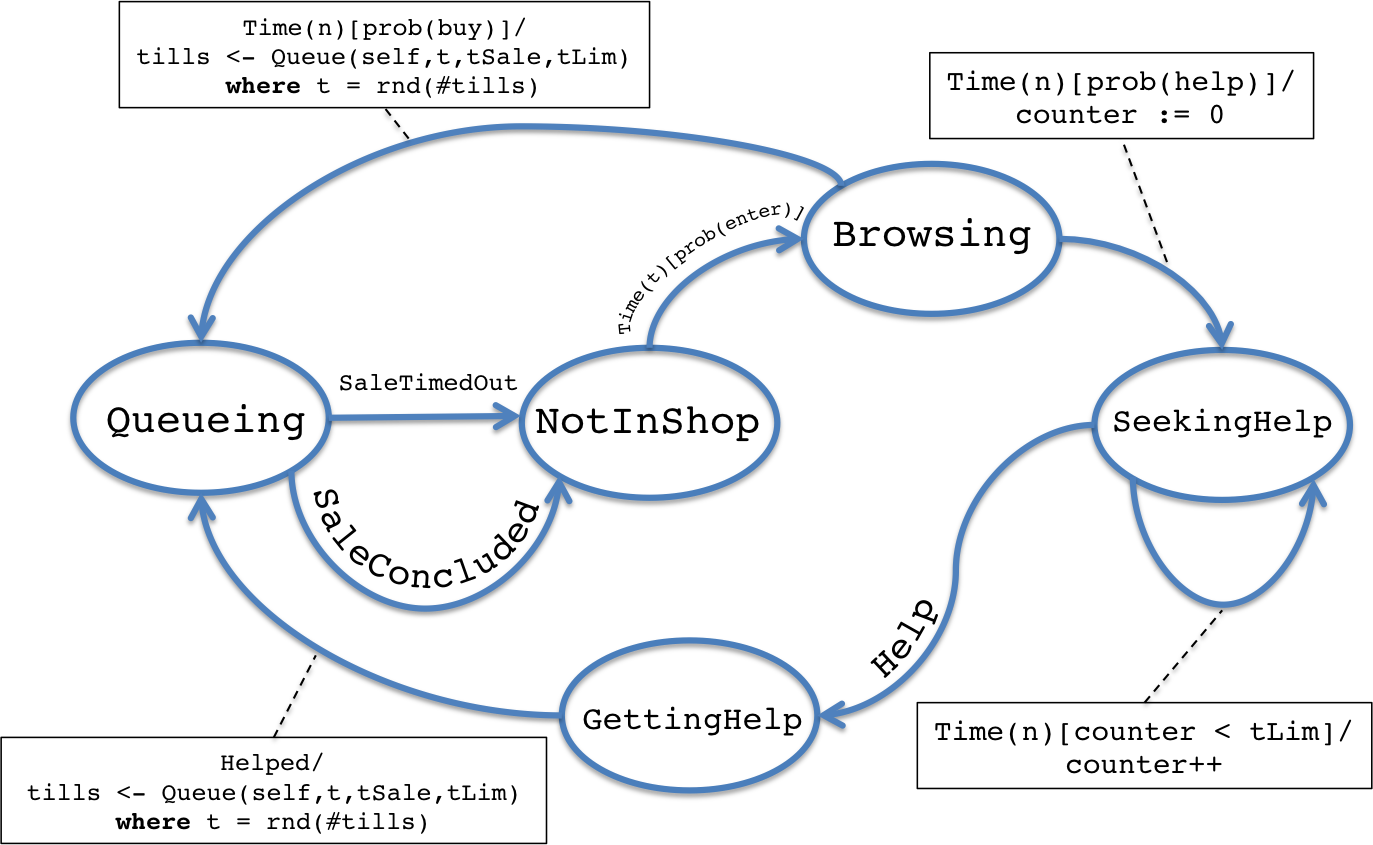 Time(n)[prob(buy)]/
tills <- Queue(self,t,tSale,tLim)
where t = rnd(#tills)
Time(n)[prob(help)]/
counter := 0
Time(t)[prob(enter)]
Browsing
SaleTimedOut
Queueing
NotInShop
SeekingHelp
SaleConcluded
Help
GettingHelp
Time(n)[counter < tLim]/
counter++
Helped/
tills <- Queue(self,t,tSale,tLim)
where t = rnd(#tills)